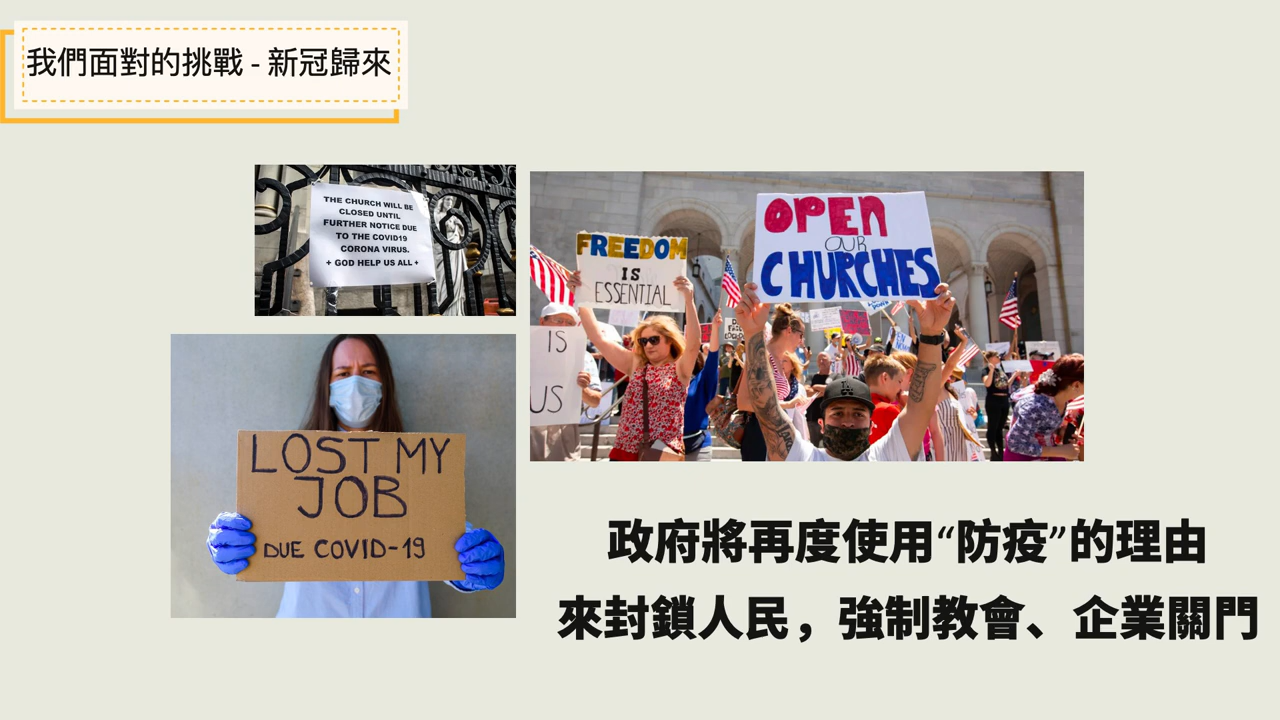 我們面對的挑戰 - 新冠歸來
THE CHURCH WILL BE
CLOSED UNTIL
FURTHER NOTICE DUE
TO THE COVID19
CORONA VIRUS.
+ GOD HELP US ALL +
FREEDOM
IS
ESSENTIAL
OPEN
OUR
CHURCHES
IS
US
LOST MY
JOB
DUE COVID-19
政府將再度使用“防疫”的理由
來封鎖人民，強制教會、企業關門